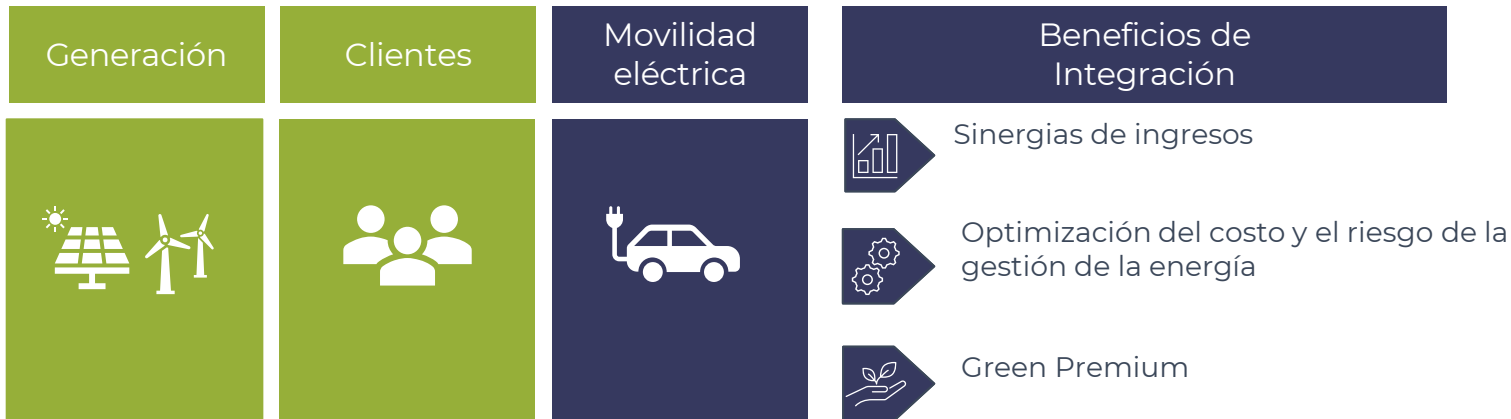 Generación
Clientes
Movilidad
eléctrica
Beneficios de
Integración
Sinergias de ingresos
Optimización del costo y el riesgo de la
gestión de la energía
Green Premium